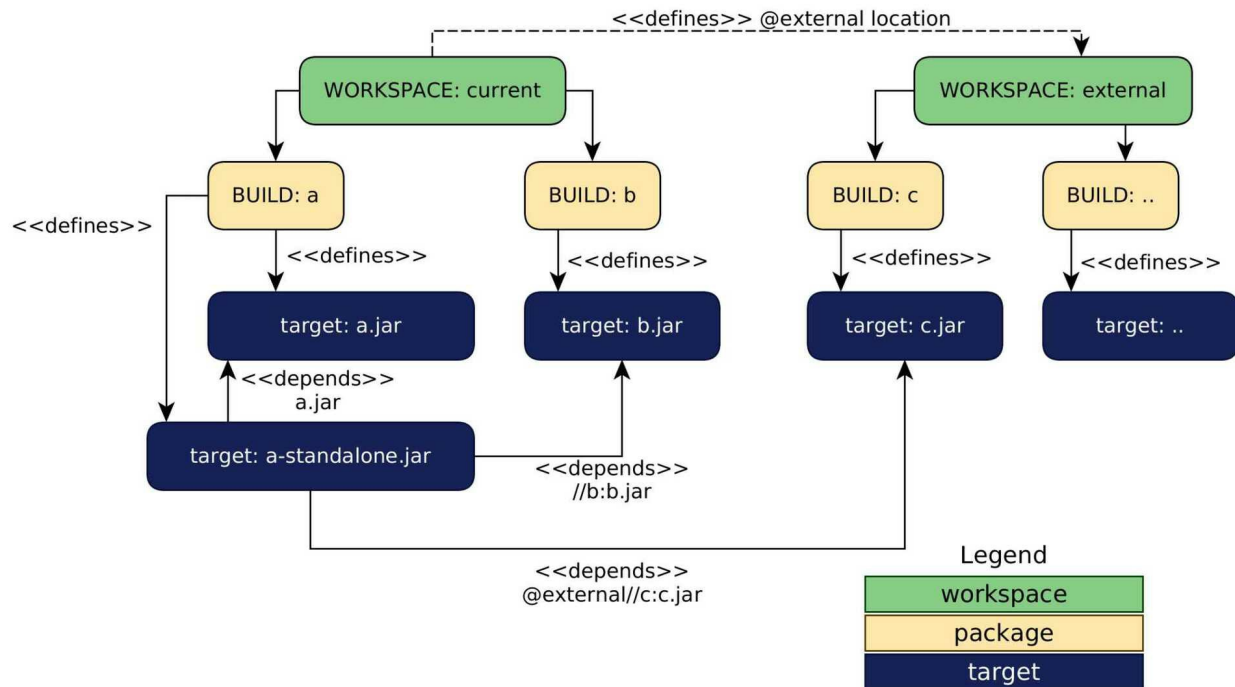 <<defines>> @external location
WORKSPACE: current
WORKSPACE: external
BUILD: a
BUILD: b
BUILD: c
BUILD: ..
<<defines>>
<<defines>>
<<defines>>
<<defines>>
<<defines>>
target: a.jar
target: b.jar
target: c.jar
target: ..
<<depends>>
a.jar
target: a-standalone.jar
<<depends>>
//b:b.jar
<<depends>>
@external//c:c.jar
Legend
workspace
package
target